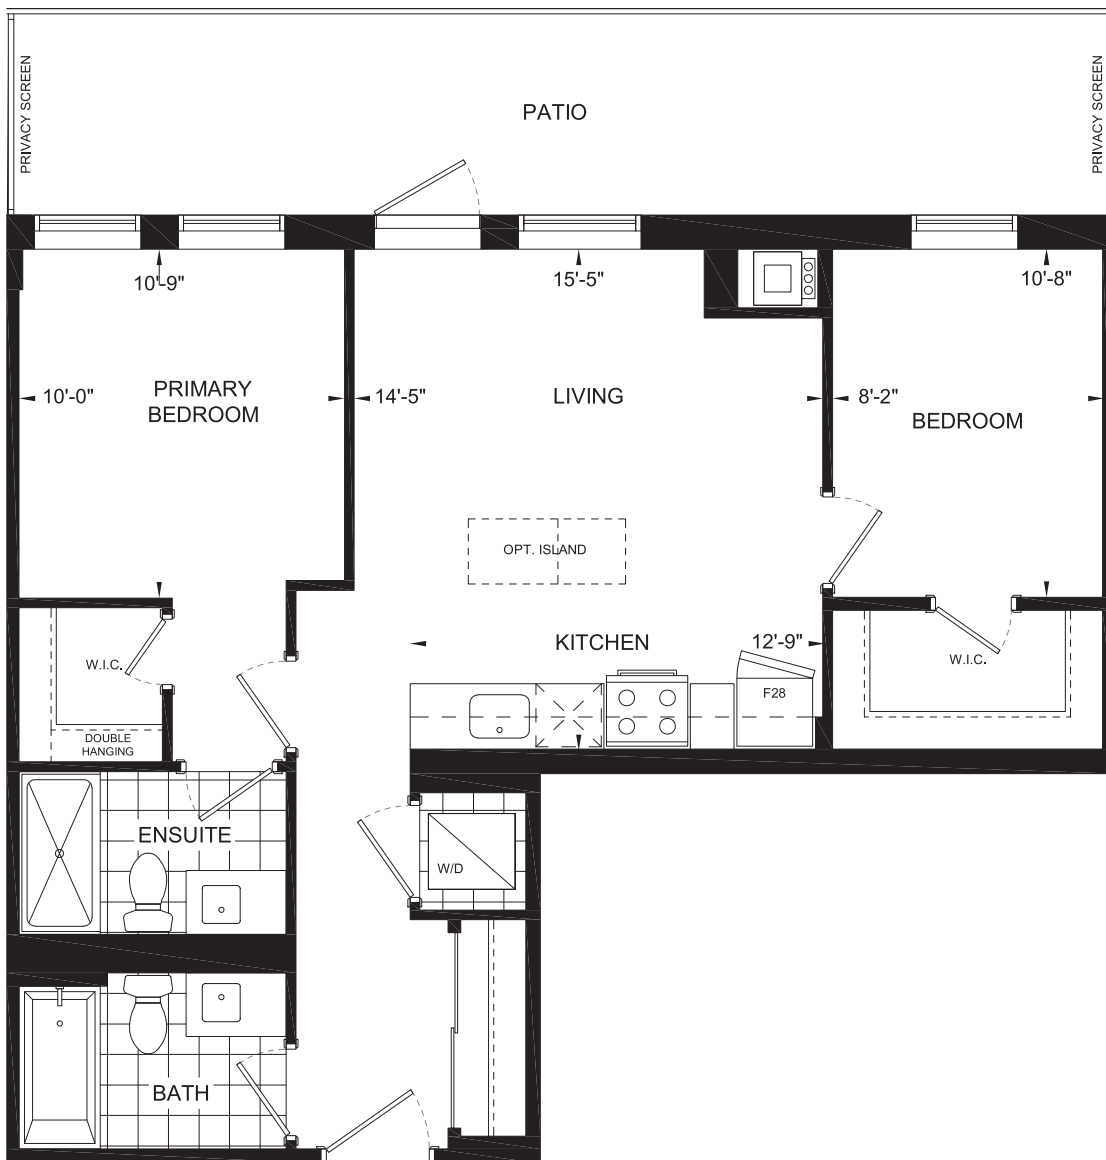 PRIVACY SCREEN
PATIO
PRIVACY SCREEN
10'-9"
15'-5"
10'-8"
10'-0"
PRIMARY
BEDROOM
14'-5"
LIVING
8'-2"
BEDROOM
OPT. ISLAND
KITCHEN
12'-9"
W.I.C.
W.I.C.
F28
DOUBLE
HANGING
ENSUITE
W/D
BATH